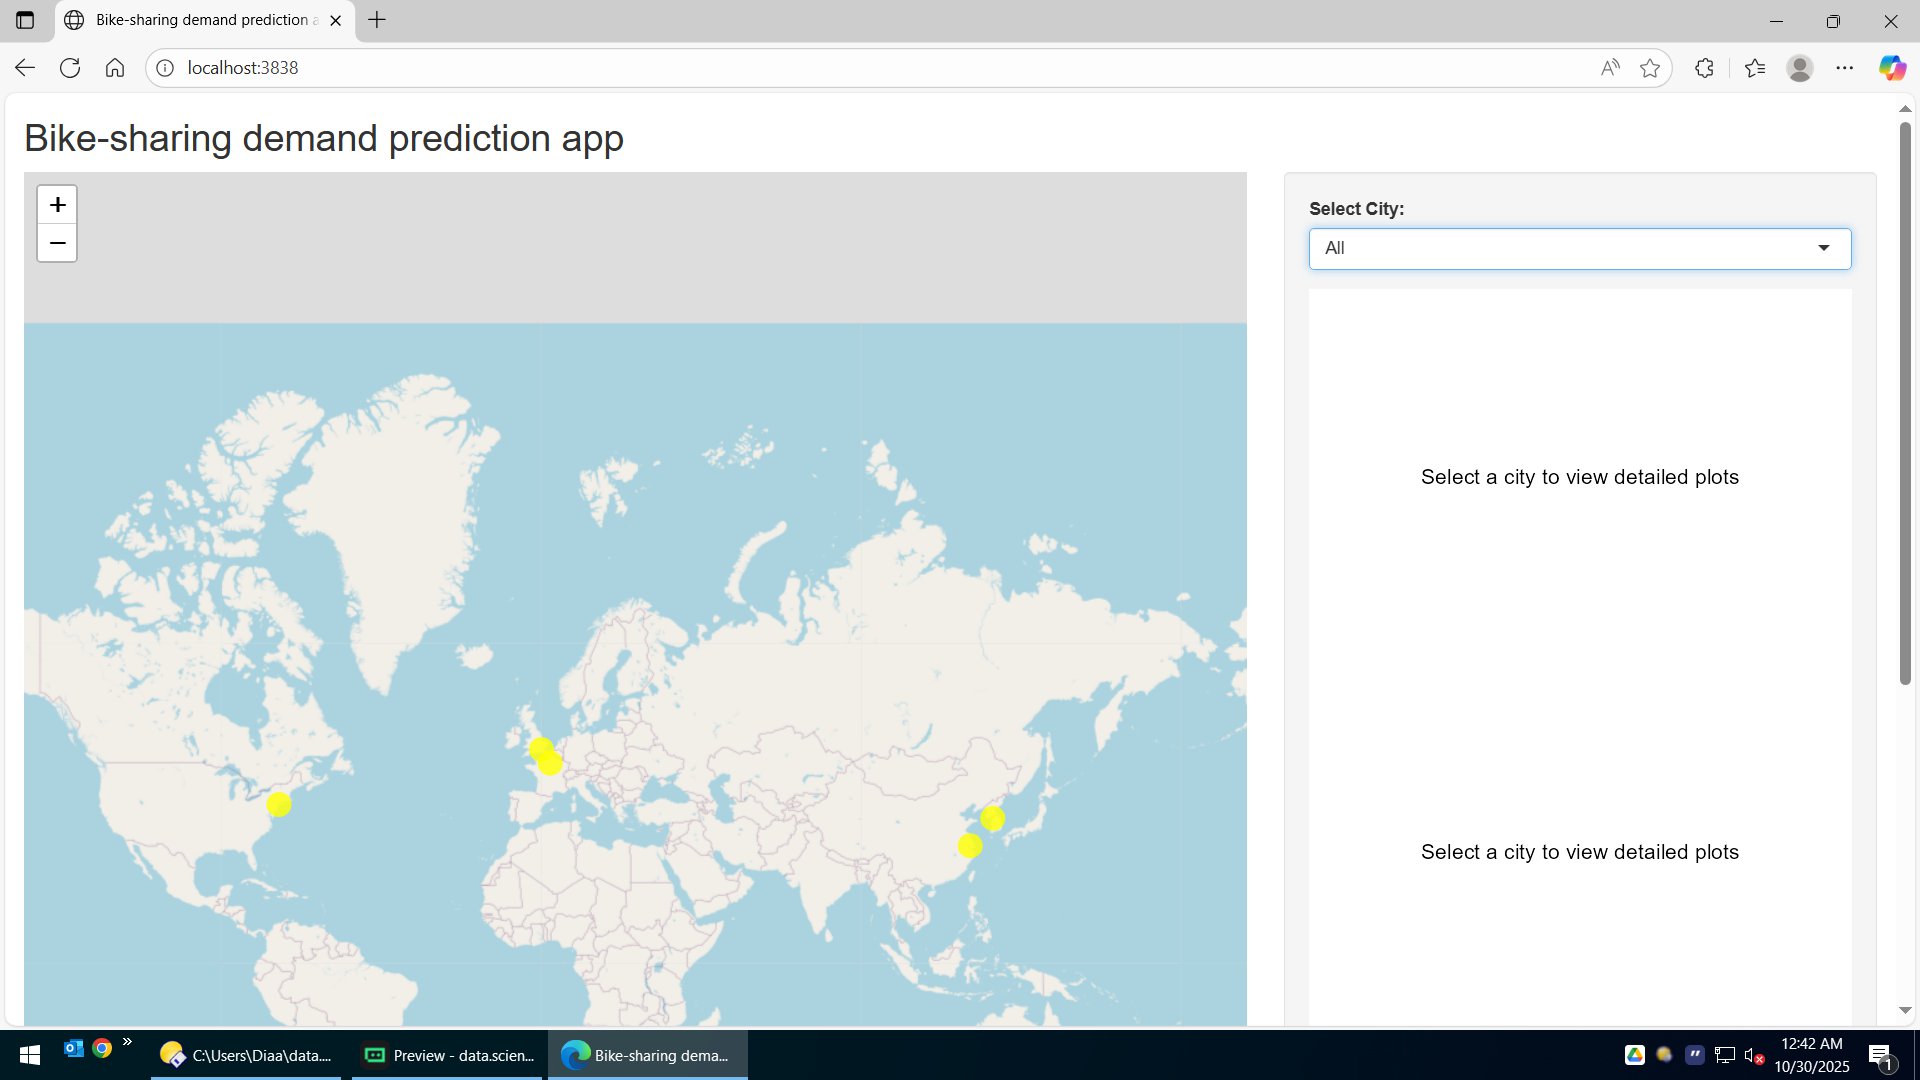 Bike-sharing demand prediction a
localhost:3838
Bike-sharing demand prediction app
+
−
Select City:
All
Select a city to view detailed plots
Select a city to view detailed plots
C:\Users\Diaa\data....
Preview - data.scien...
Bike-sharing dema...
12:42 AM
10/30/2025
1